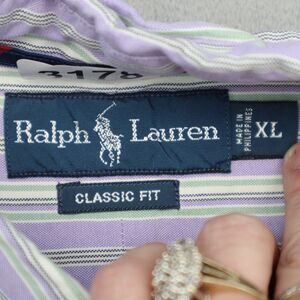 3178
Ralph Lauren
MADE IN
PHILIPPINES
XL
CLASSIC FIT